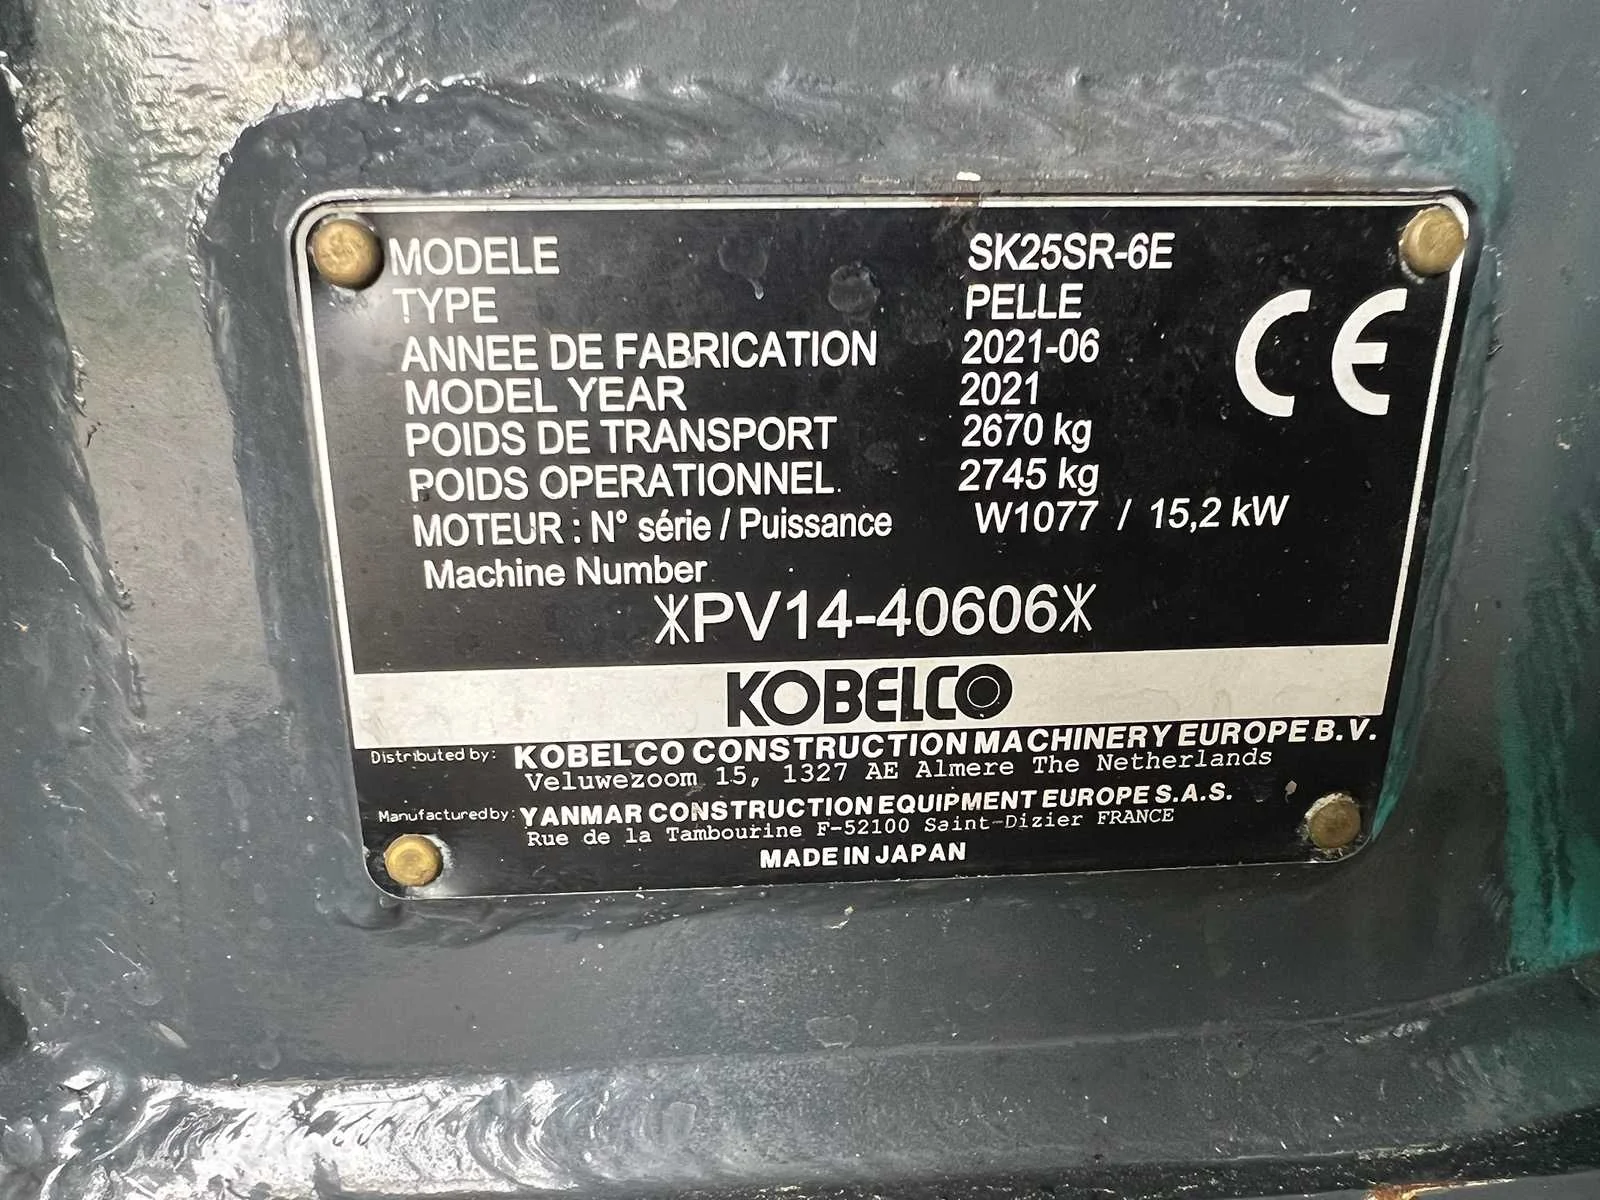 MODELE SK25SR-6E
TYPE PELLE
ANNEE DE FABRICATION 2021-06
MODEL YEAR 2021
POIDS DE TRANSPORT 2670 kg
POIDS OPERATIONNEL 2745 kg
MOTEUR : N° série / Puissance W1077 / 15,2 kW
Machine Number
*PV14-40606*
CE
KOBELCO
Distributed by: KOBELCO CONSTRUCTION MACHINERY EUROPE B.V.
Veluwezoom 15, 1327 AE Almere The Netherlands
Manufactured by: YANMAR CONSTRUCTION EQUIPMENT EUROPE S.A.S.
Rue de la Tambourine F-52100 Saint-Dizier FRANCE
MADE IN JAPAN